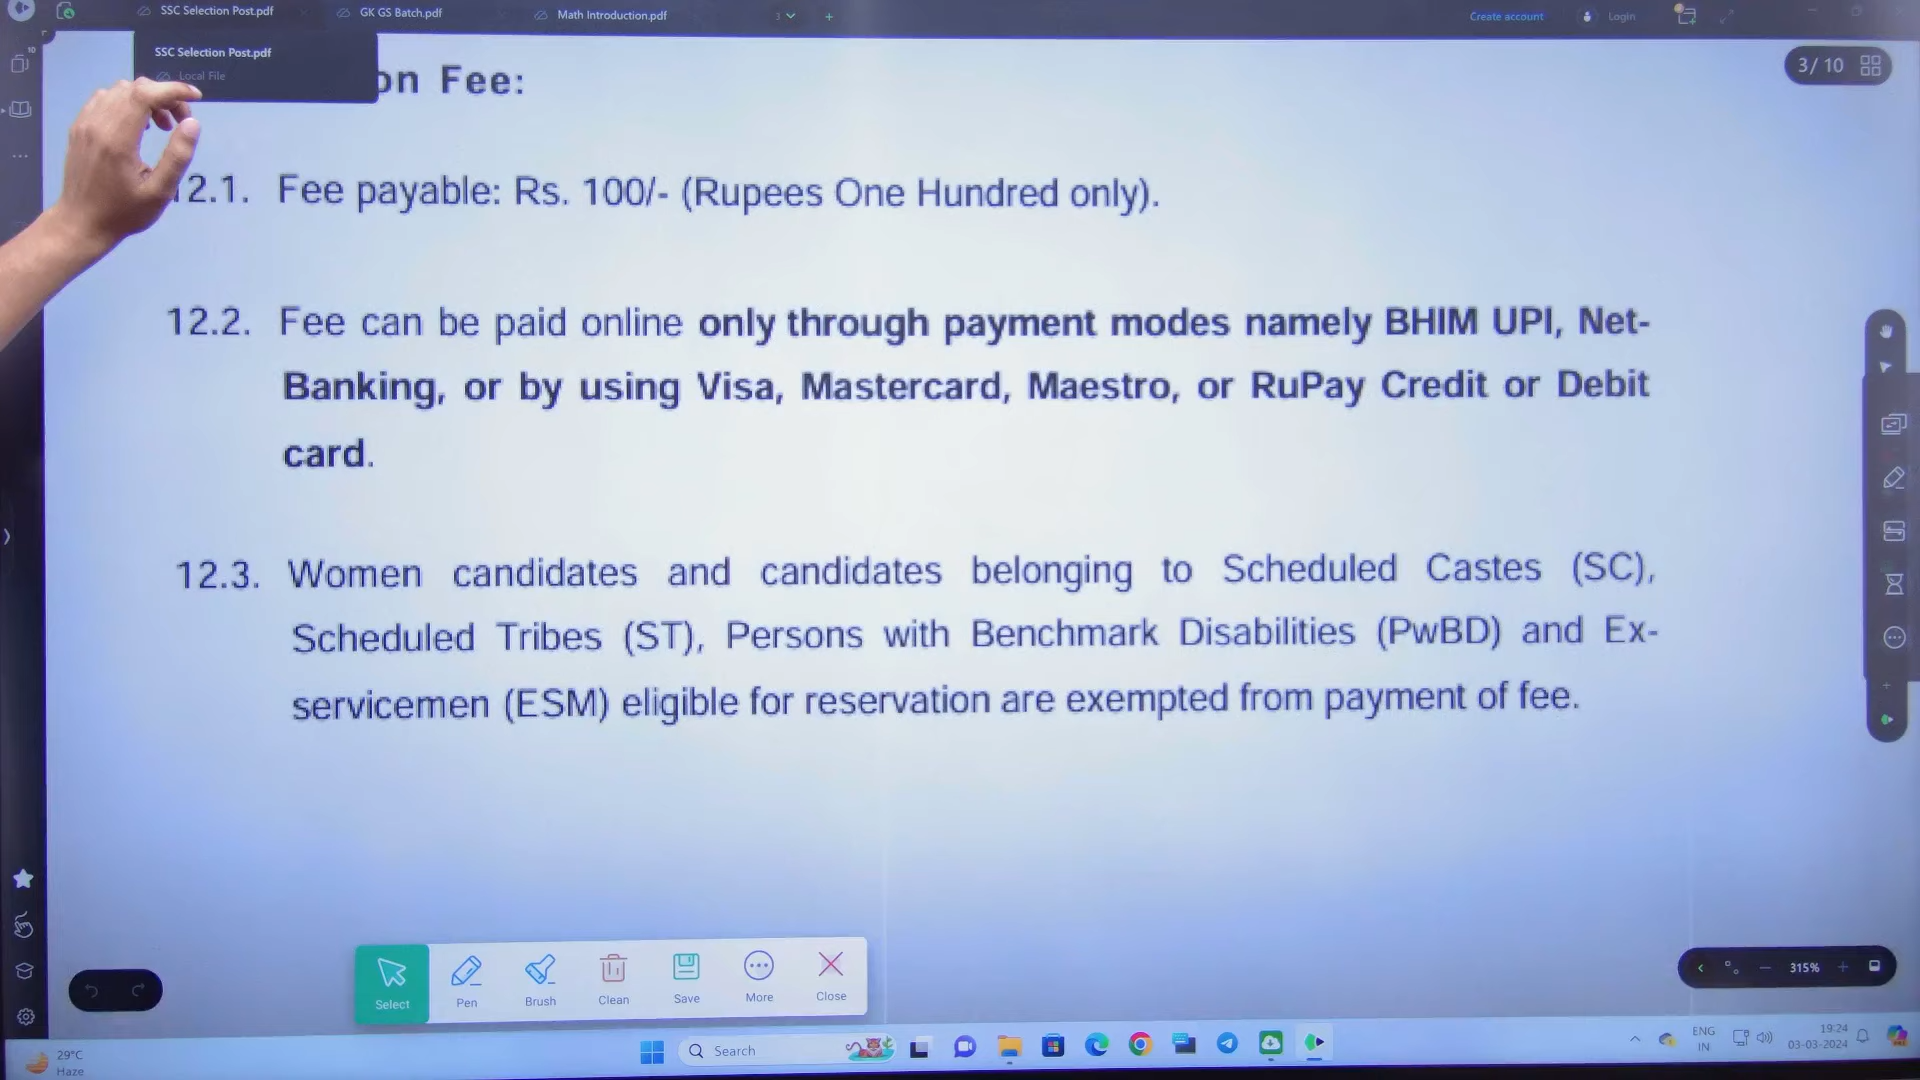 SSC Selection Post.pdf
GK GS Batch.pdf
Math Introduction.pdf
3
Create account
Login
SSC Selection Post.pdf
Local File
on Fee:
3/ 10
10
12.1. Fee payable: Rs. 100/- (Rupees One Hundred only).
12.2. Fee can be paid online only through payment modes namely BHIM UPI, Net-
Banking, or by using Visa, Mastercard, Maestro, or RuPay Credit or Debit
card.
12.3. Women candidates and candidates belonging to Scheduled Castes (SC),
Scheduled Tribes (ST), Persons with Benchmark Disabilities (PwBD) and Ex-
servicemen (ESM) eligible for reservation are exempted from payment of fee.
315%
Select
Pen
Brush
Clean
Save
More
Close
29°C
Haze
Search
ENG
IN
19:24
03-03-2024